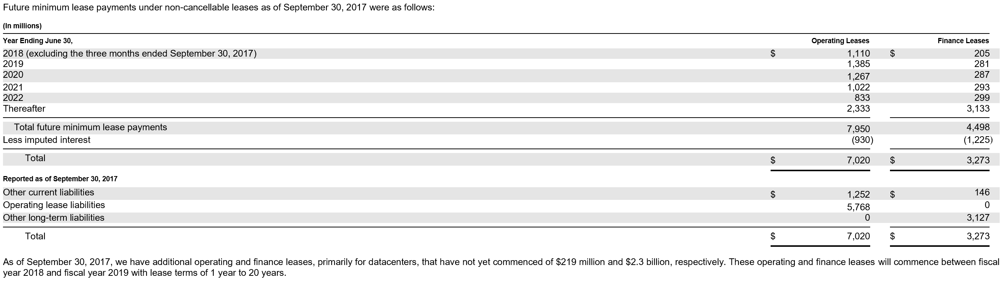 Future minimum lease payments under non-cancellable leases as of September 30, 2017 were as follows:
(In millions)
Year Ending June 30, Operating Leases Finance Leases
2018 (excluding the three months ended September 30, 2017) $ 1,110 $ 205
2019 1,385 281
2020 1,267 287
2021 1,022 293
2022 833 299
Thereafter 2,333 3,133
Total future minimum lease payments 7,950 4,498
Less imputed interest (930) (1,225)
Total $ 7,020 $ 3,273
Reported as of September 30, 2017
Other current liabilities $ 1,252 $ 146
Operating lease liabilities 5,768 0
Other long-term liabilities 0 3,127
Total $ 7,020 $ 3,273
As of September 30, 2017, we have additional operating and finance leases, primarily for datacenters, that have not yet commenced of $219 million and $2.3 billion, respectively. These operating and finance leases will commence between fiscal
year 2018 and fiscal year 2019 with lease terms of 1 year to 20 years.